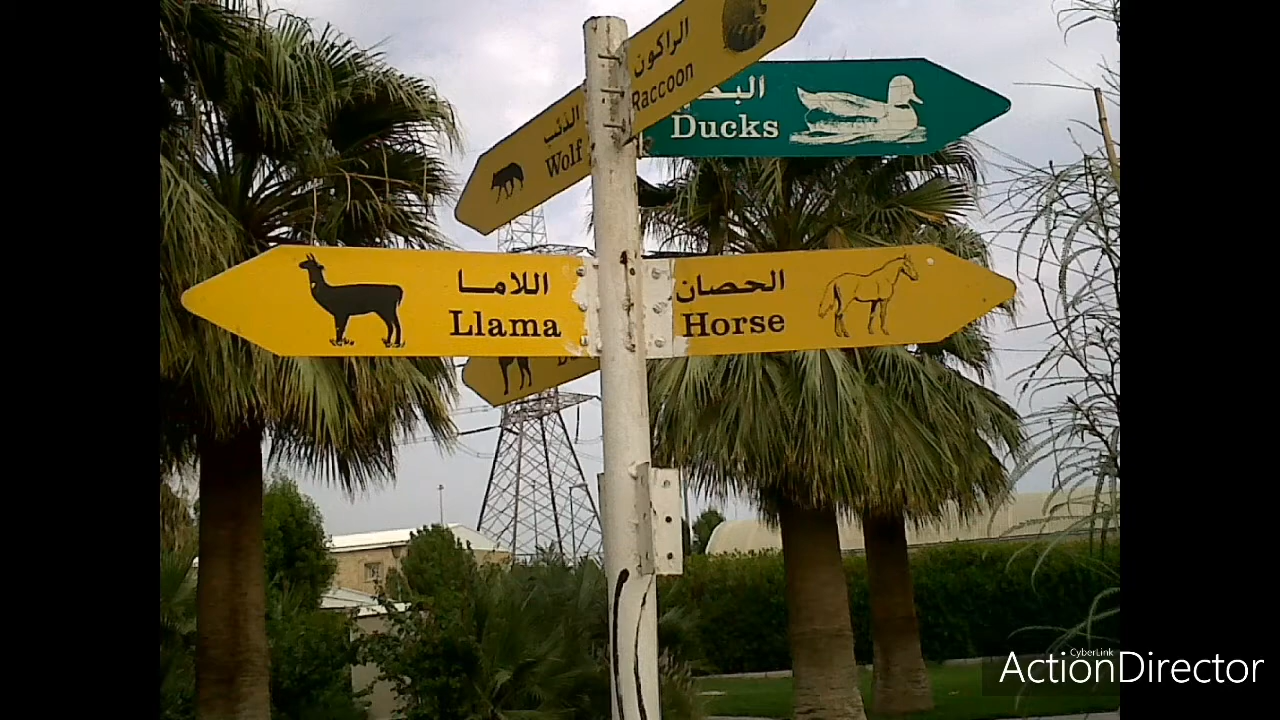 الراكون
Raccoon
الذئب
Wolf
Ducks
اللاما
Llama
الحصان
Horse
CyberLink
ActionDirector